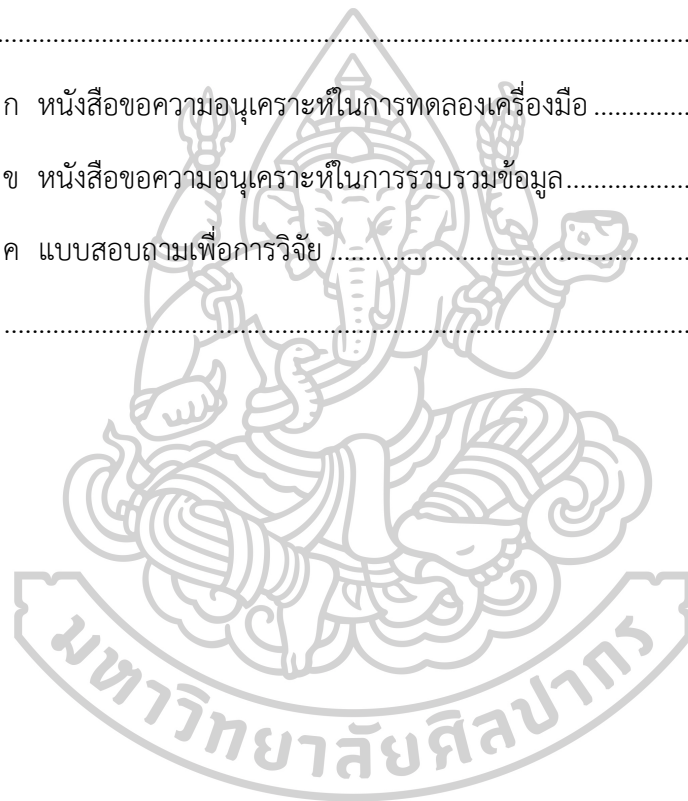 ........................................................................................................
ก หนังสือขอความอนุเคราะห์ในการทดลองเครื่องมือ ..............
ข หนังสือขอความอนุเคราะห์ในการรวบรวมข้อมูล..................
ค แบบสอบถามเพื่อการวิจัย ......................................................
.......................................................................................................
มหาวิทยาลัยศิลปากร